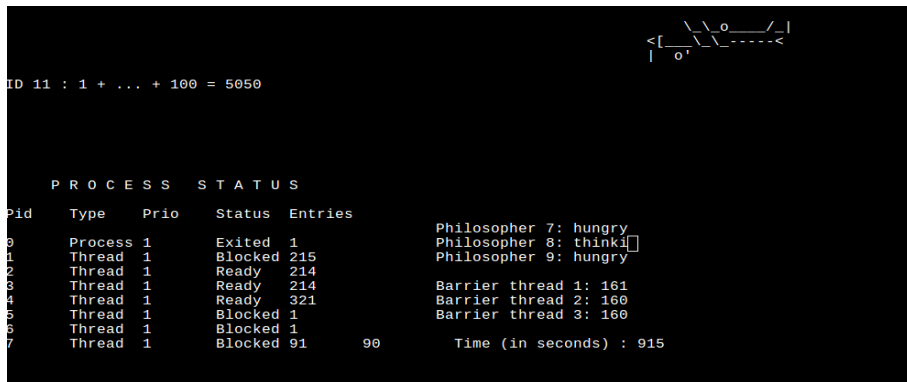 \_\_o____/_|
<[___\_\_-----<
|  o'
ID 11 : 1 + ... + 100 = 5050
P R O C E S S   S T A T U S
Pid    Type    Prio    Status  Entries
Philosopher 7: hungry
0      Process 1       Exited  1                Philosopher 8: thinki
1      Thread  1       Blocked 215              Philosopher 9: hungry
2      Thread  1       Ready   214
3      Thread  1       Ready   214              Barrier thread 1: 161
4      Thread  1       Ready   321              Barrier thread 2: 160
5      Thread  1       Blocked 1                Barrier thread 3: 160
6      Thread  1       Blocked 1
7      Thread  1       Blocked 91      90        Time (in seconds) : 915